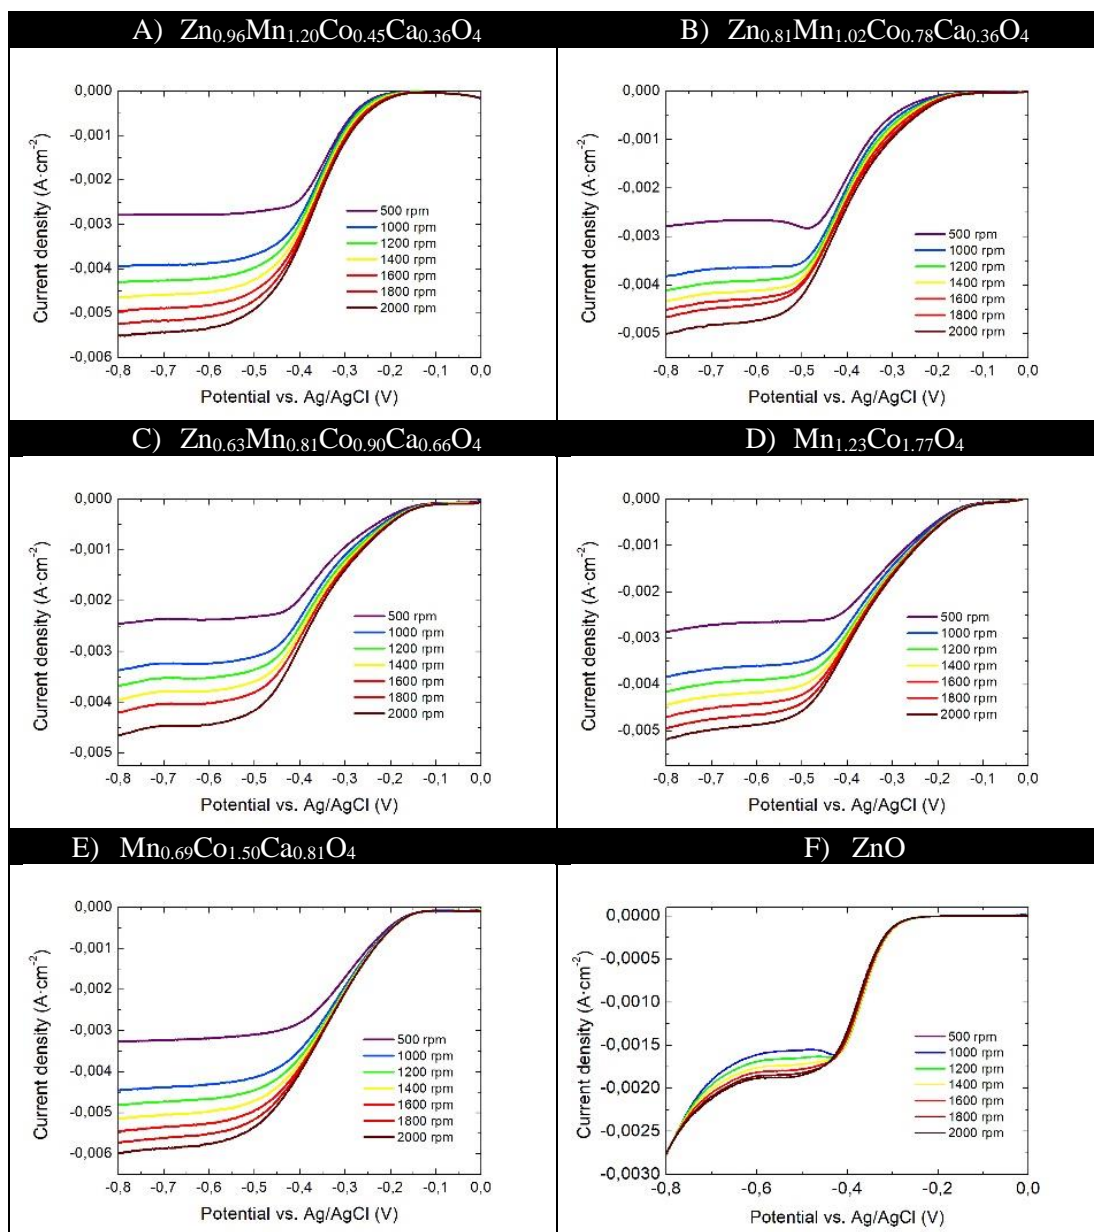 A) Zn0.96Mn1.20Co0.45Ca0.36O4
0,000
-0,001
-0,002
-0,003
-0,004
-0,005
-0,006
Current density (A·cm-2)
500 rpm
1000 rpm
1200 rpm
1400 rpm
1600 rpm
1800 rpm
2000 rpm
-0,8 -0,7 -0,6 -0,5 -0,4 -0,3 -0,2 -0,1 0,0
Potential vs. Ag/AgCl (V)
B) Zn0.81Mn1.02Co0.78Ca0.36O4
0,000
-0,001
-0,002
-0,003
-0,004
-0,005
Current density (A·cm-2)
500 rpm
1000 rpm
1200 rpm
1400 rpm
1600 rpm
1800 rpm
2000 rpm
-0,8 -0,7 -0,6 -0,5 -0,4 -0,3 -0,2 -0,1 0,0
Potential vs. Ag/AgCl (V)
C) Zn0.63Mn0.81Co0.90Ca0.66O4
0,000
-0,001
-0,002
-0,003
-0,004
-0,005
Current density (A·cm-2)
500 rpm
1000 rpm
1200 rpm
1400 rpm
1600 rpm
1800 rpm
2000 rpm
-0,8 -0,7 -0,6 -0,5 -0,4 -0,3 -0,2 -0,1 0,0
Potential vs. Ag/AgCl (V)
D) Mn1.23Co1.77O4
0,000
-0,001
-0,002
-0,003
-0,004
-0,005
Current density (A·cm-2)
500 rpm
1000 rpm
1200 rpm
1400 rpm
1600 rpm
1800 rpm
2000 rpm
-0,8 -0,7 -0,6 -0,5 -0,4 -0,3 -0,2 -0,1 0,0
Potential vs. Ag/AgCl (V)
E) Mn0.69Co1.50Ca0.81O4
0,000
-0,001
-0,002
-0,003
-0,004
-0,005
-0,006
Current density (A·cm-2)
500 rpm
1000 rpm
1200 rpm
1400 rpm
1600 rpm
1800 rpm
2000 rpm
-0,8 -0,7 -0,6 -0,5 -0,4 -0,3 -0,2 -0,1 0,0
Potential vs. Ag/AgCl (V)
F) ZnO
0,0000
-0,0005
-0,0010
-0,0015
-0,0020
-0,0025
-0,0030
Current density (A·cm-2)
500 rpm
1000 rpm
1200 rpm
1400 rpm
1600 rpm
1800 rpm
2000 rpm
-0,8 -0,6 -0,4 -0,2 0,0
Potential vs. Ag/AgCl (V)